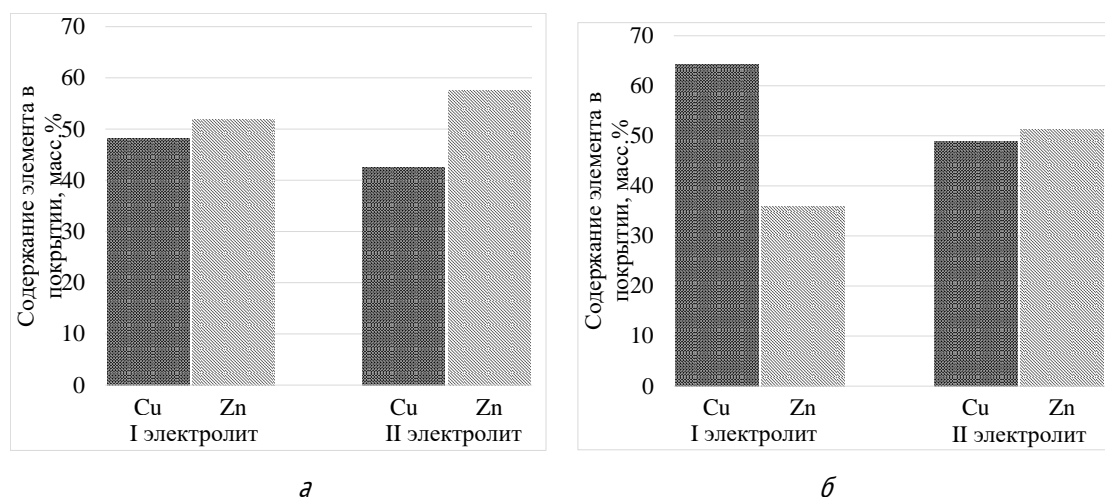 Содержание элемента в
покрытии, масс.%
70
60
50
40
30
20
10
0
Cu Zn Cu Zn
I электролит II электролит
а
Содержание элемента в
покрытии, масс.%
70
60
50
40
30
20
10
0
Cu Zn Cu Zn
I электролит II электролит
б